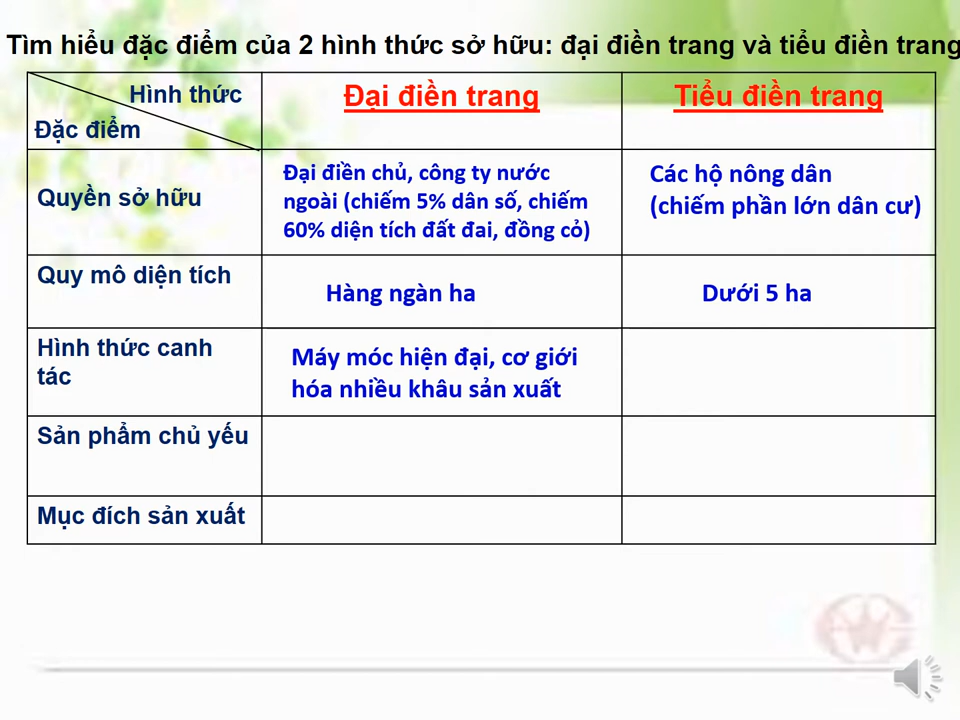 Tìm hiểu đặc điểm của 2 hình thức sở hữu: đại điền trang và tiểu điền trang
Hình thức
Đặc điểm
Đại điền trang
Tiểu điền trang
Quyền sở hữu
Đại điền chủ, công ty nước
ngoài (chiếm 5% dân số, chiếm
60% diện tích đất đai, đồng cỏ)
Các hộ nông dân
(chiếm phần lớn dân cư)
Quy mô diện tích
Hàng ngàn ha
Dưới 5 ha
Hình thức canh
tác
Máy móc hiện đại, cơ giới
hóa nhiều khâu sản xuất
Sản phẩm chủ yếu
Mục đích sản xuất